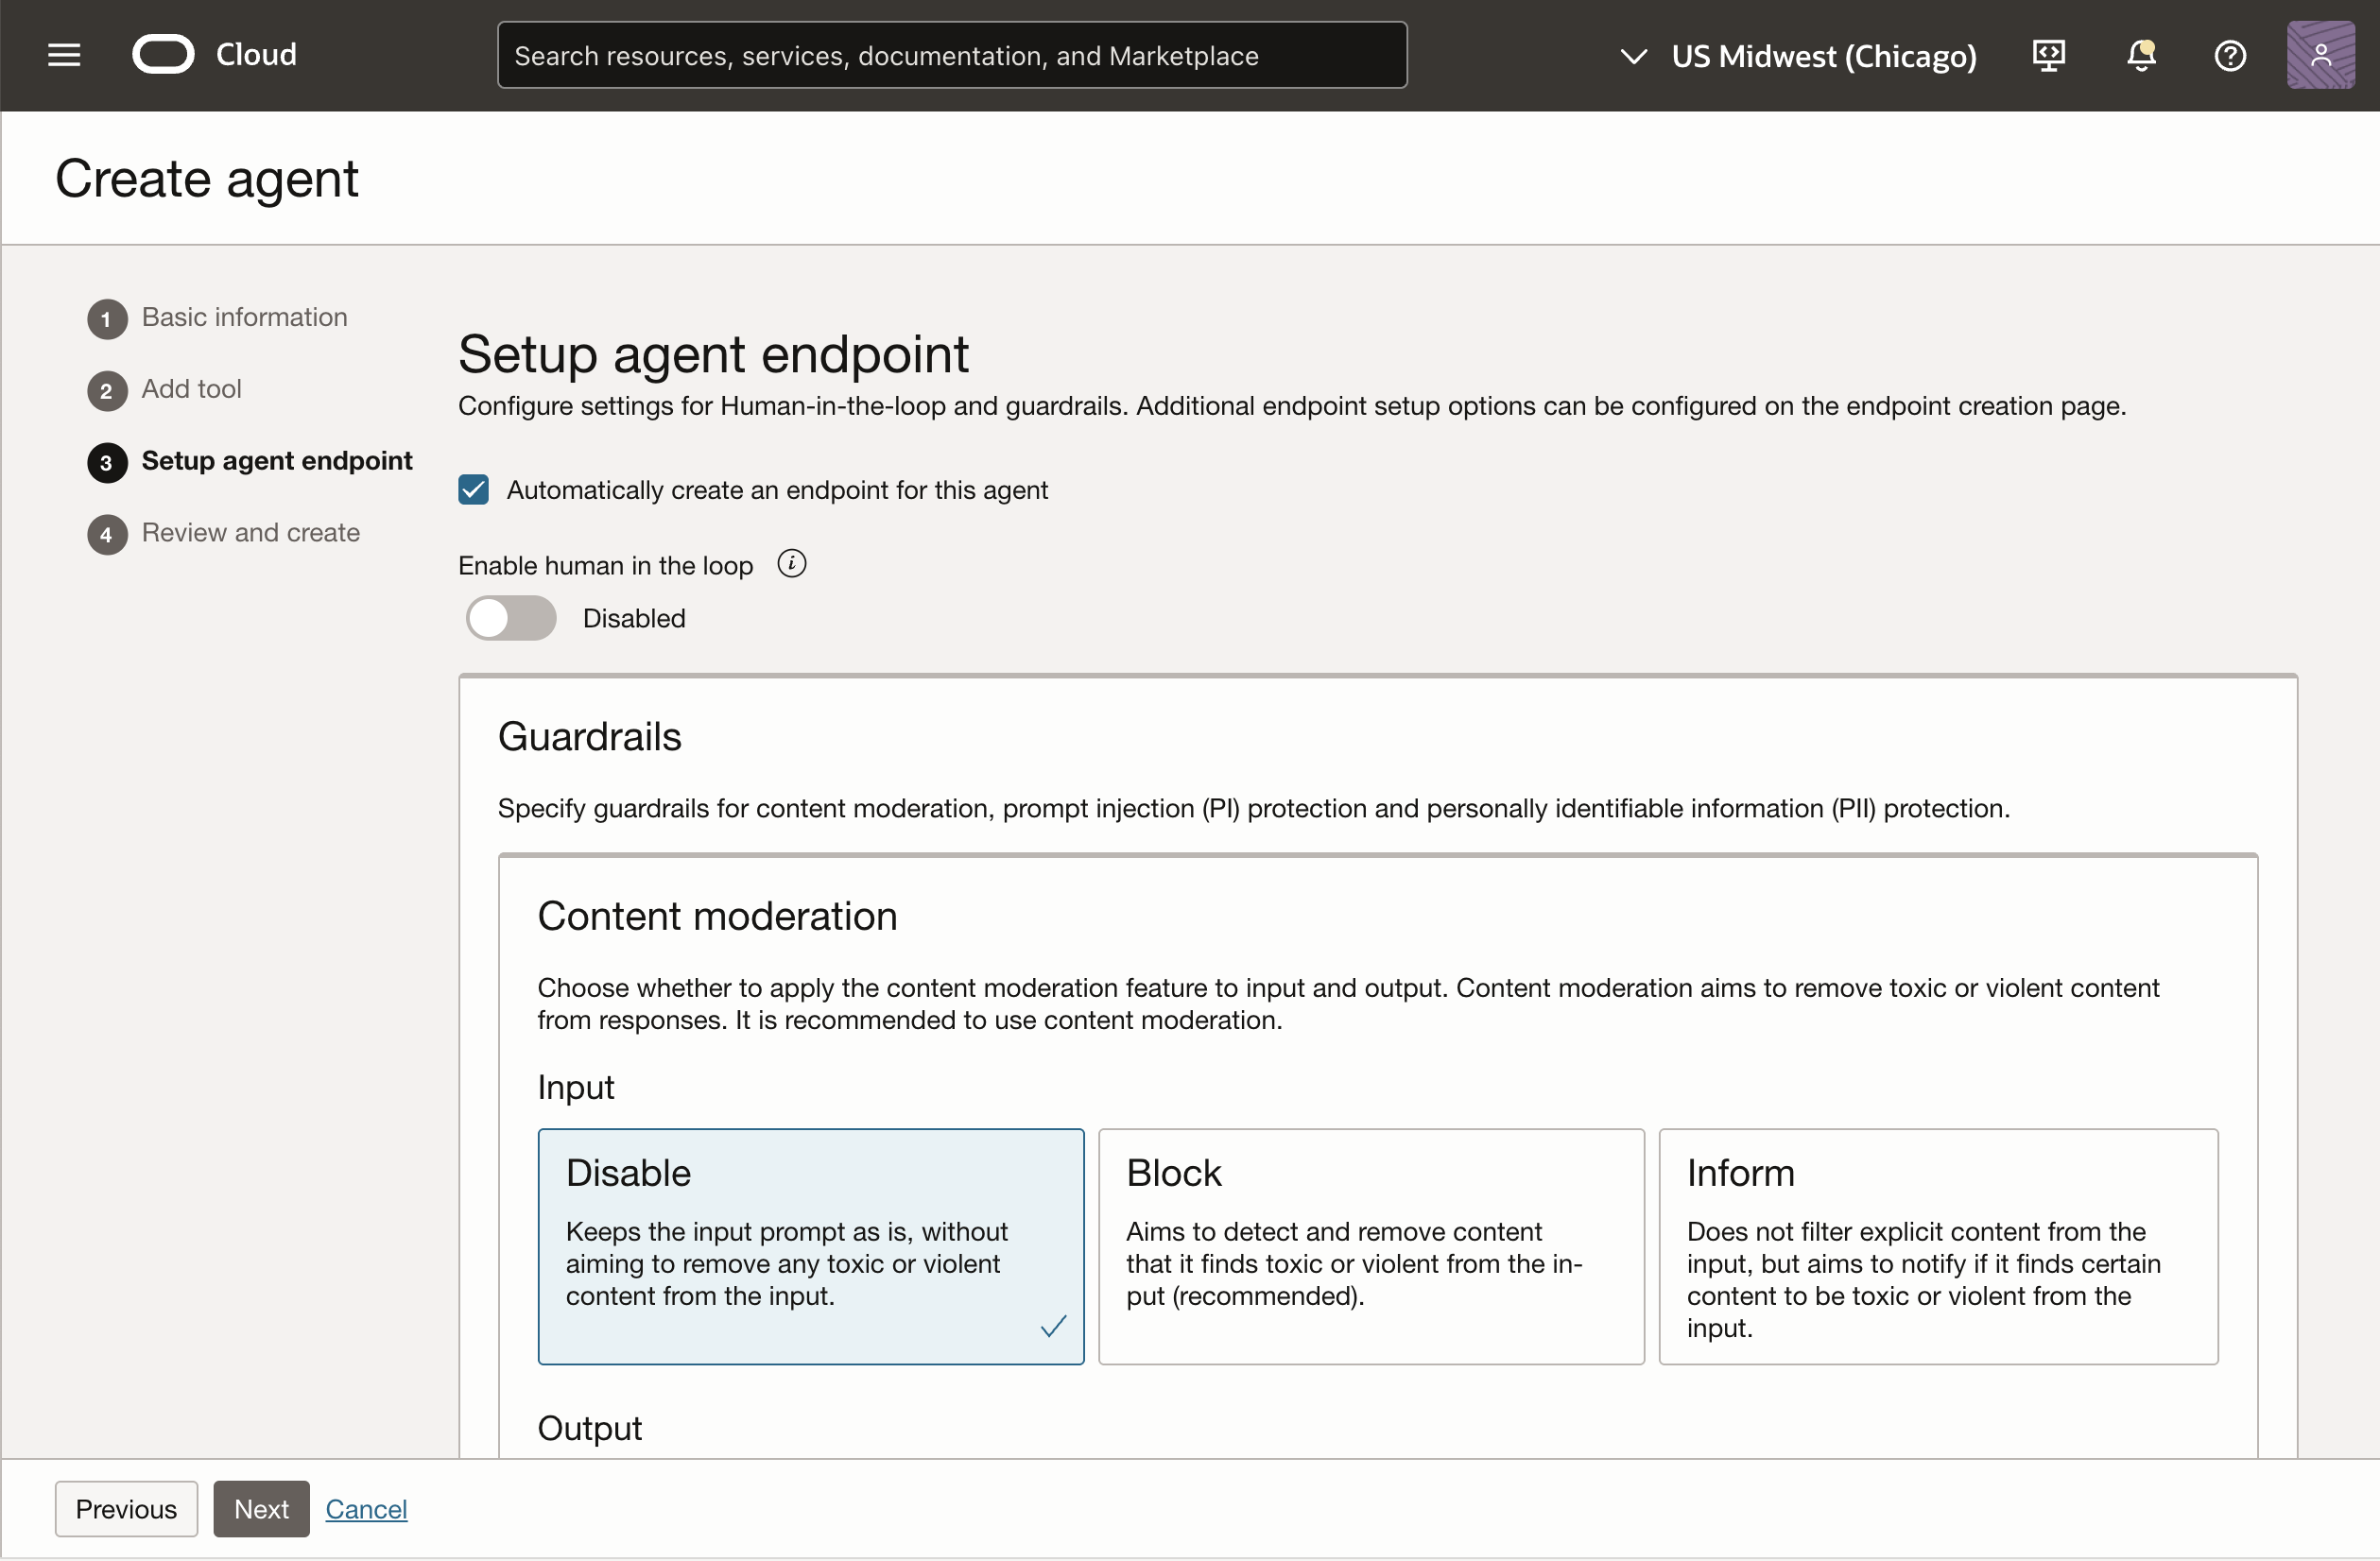 Cloud
Search resources, services, documentation, and Marketplace
US Midwest (Chicago)
Create agent
1 Basic information
2 Add tool
3 Setup agent endpoint
4 Review and create
Setup agent endpoint
Configure settings for Human-in-the-loop and guardrails. Additional endpoint setup options can be configured on the endpoint creation page.
Automatically create an endpoint for this agent
Enable human in the loop
Disabled
Guardrails
Specify guardrails for content moderation, prompt injection (PI) protection and personally identifiable information (PII) protection.
Content moderation
Choose whether to apply the content moderation feature to input and output. Content moderation aims to remove toxic or violent content
from responses. It is recommended to use content moderation.
Input
Disable
Keeps the input prompt as is, without
aiming to remove any toxic or violent
content from the input.
Block
Aims to detect and remove content
that it finds toxic or violent from the in-
put (recommended).
Inform
Does not filter explicit content from the
input, but aims to notify if it finds certain
content to be toxic or violent from the
input.
Output
Previous
Next
Cancel